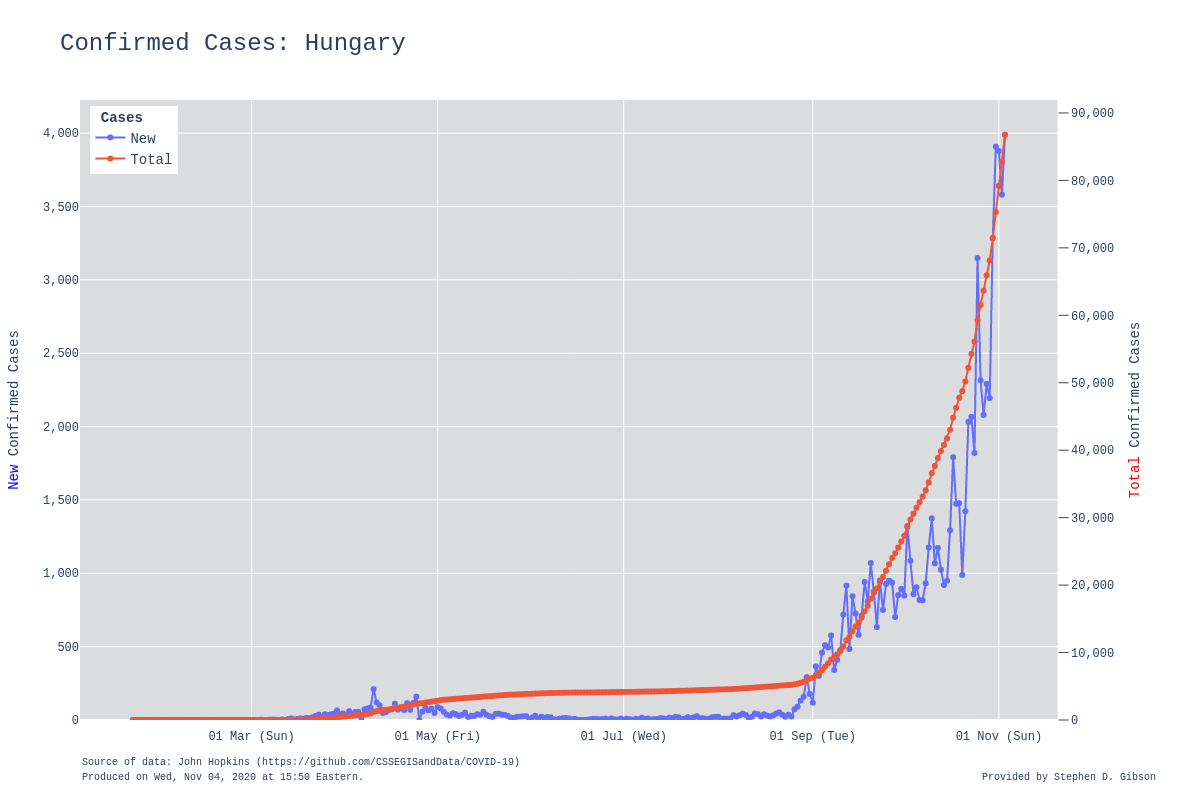 Confirmed Cases: Hungary
Cases
New
Total
4,000
3,500
3,000
2,500
2,000
1,500
1,000
500
0
New Confirmed Cases
90,000
80,000
70,000
60,000
50,000
40,000
30,000
20,000
10,000
0
Total Confirmed Cases
01 Mar (Sun) 01 May (Fri) 01 Jul (Wed) 01 Sep (Tue) 01 Nov (Sun)
Source of data: John Hopkins (https://github.com/CSSEGISandData/COVID-19)
Produced on Wed, Nov 04, 2020 at 15:50 Eastern.
Provided by Stephen D. Gibson